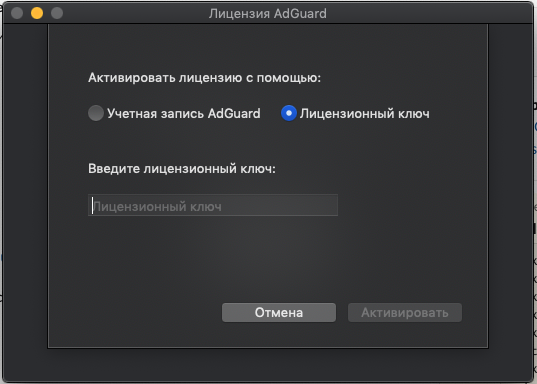 Лицензия AdGuard
Активировать лицензию с помощью:
Учетная запись AdGuard
Лицензионный ключ
Введите лицензионный ключ:
Лицензионный ключ
Отмена
Активировать